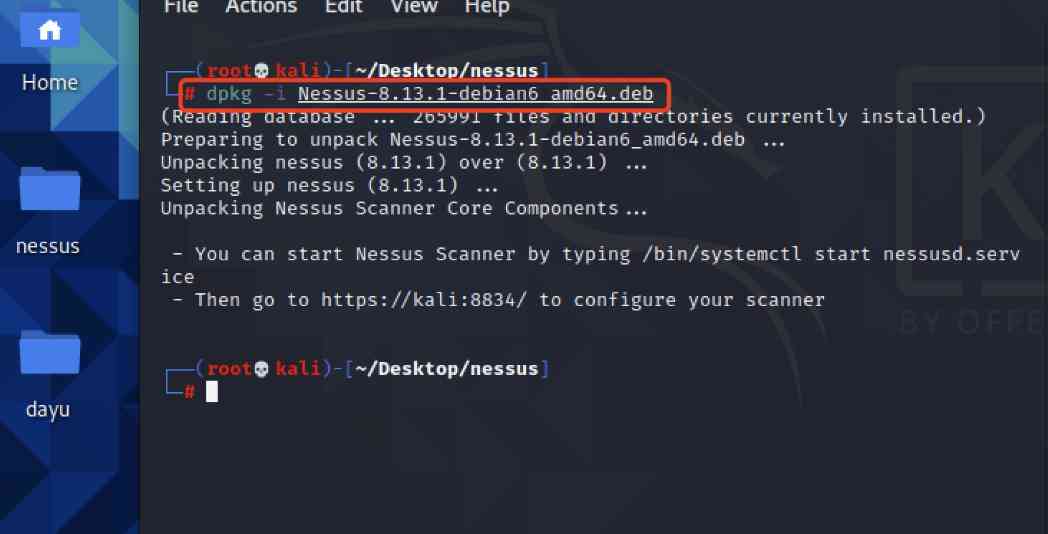 File Actions Edit View Help
Home
nessus
dayu
┌──(root💀kali)-[~/Desktop/nessus]
└─# dpkg -i Nessus-8.13.1-debian6_amd64.deb
(Reading database ... 265991 files and directories currently installed.)
Preparing to unpack Nessus-8.13.1-debian6_amd64.deb ...
Unpacking nessus (8.13.1) over (8.13.1) ...
Setting up nessus (8.13.1) ...
Unpacking Nessus Scanner Core Components...
- You can start Nessus Scanner by typing /bin/systemctl start nessusd.serv
ice
- Then go to https://kali:8834/ to configure your scanner
┌──(root💀kali)-[~/Desktop/nessus]
└─#
K
BY OFFE